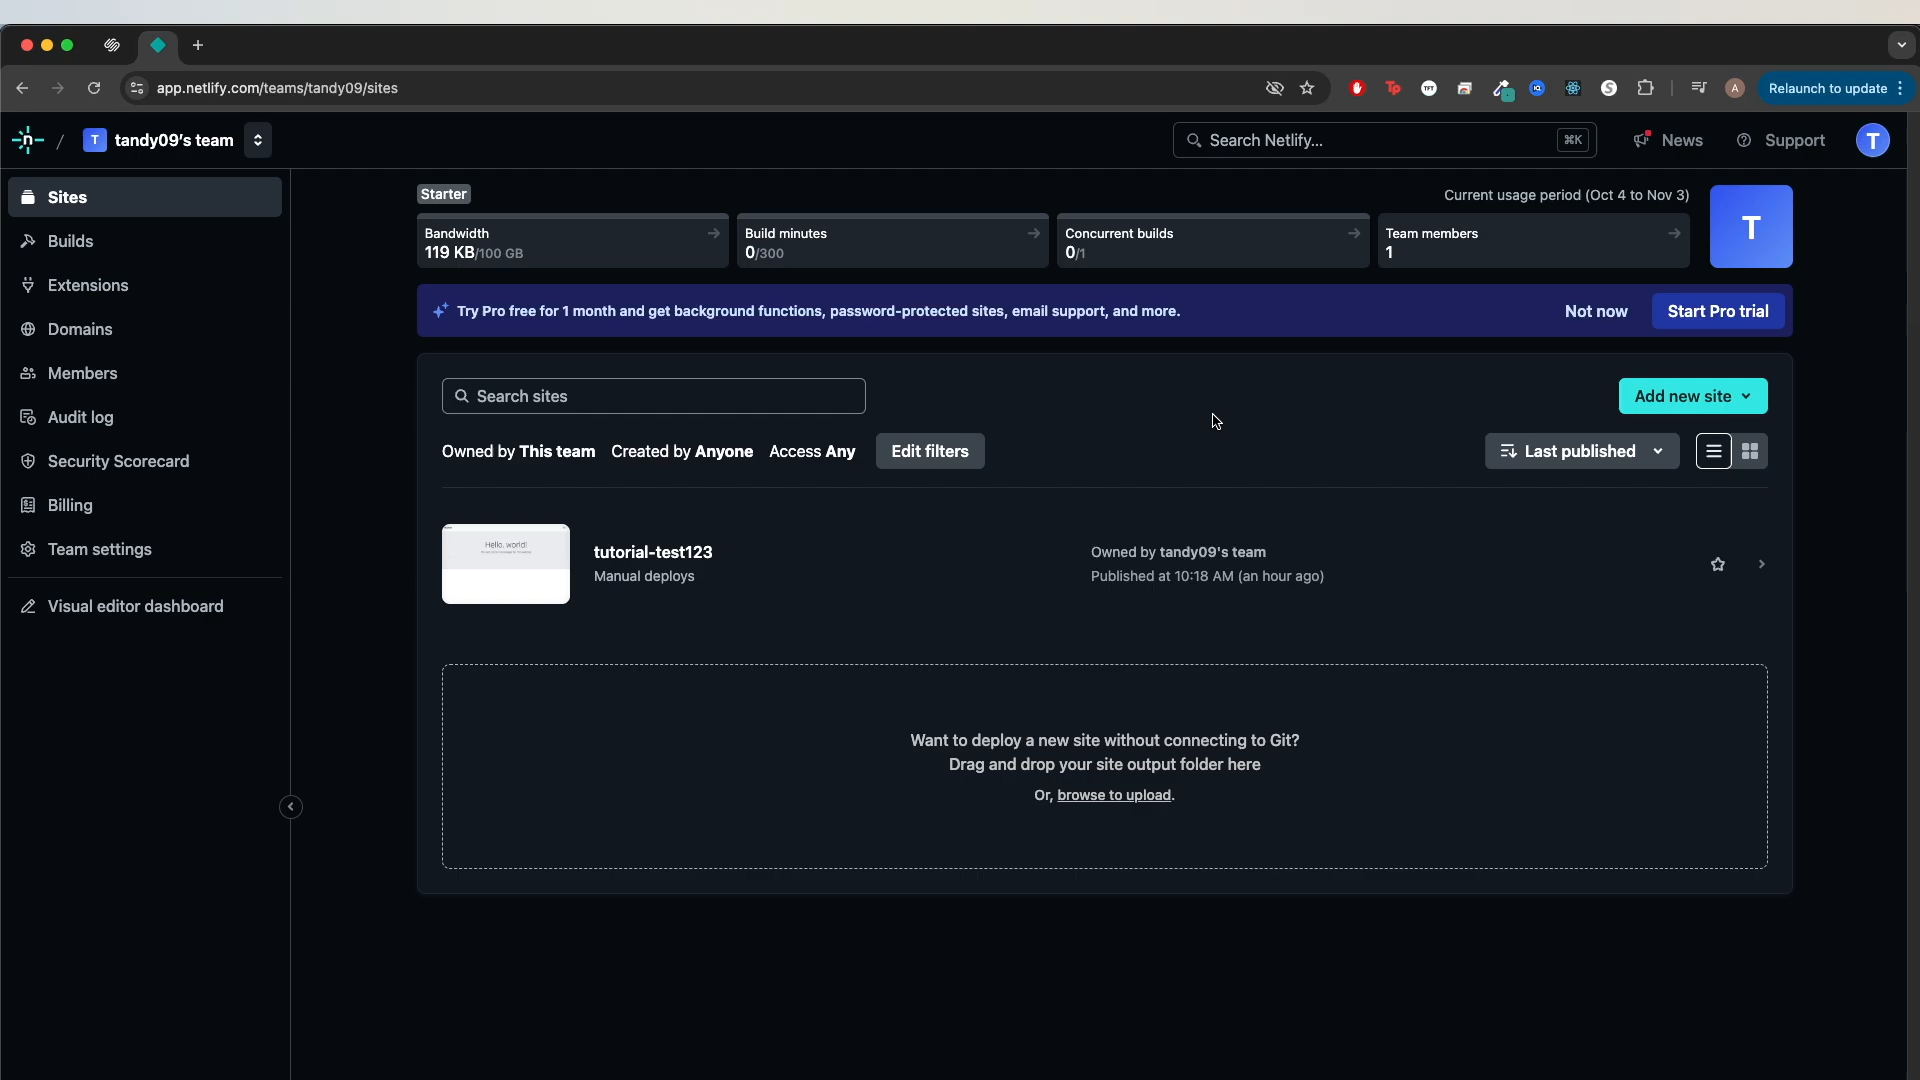 app.netlify.com/teams/tandy09/sites
Relaunch to update
T tandy09's team
Search Netlify... ⌘K
News
Support
T
Sites
Builds
Extensions
Domains
Members
Audit log
Security Scorecard
Billing
Team settings
Visual editor dashboard
Starter
Current usage period (Oct 4 to Nov 3)
Bandwidth
119 KB/100 GB
Build minutes
0/300
Concurrent builds
0/1
Team members
1
T
Try Pro free for 1 month and get background functions, password-protected sites, email support, and more.
Not now
Start Pro trial
Search sites
Add new site
Owned by This team Created by Anyone Access Any
Edit filters
Last published
Hello, world!
tutorial-test123
Manual deploys
Owned by tandy09's team
Published at 10:18 AM (an hour ago)
Want to deploy a new site without connecting to Git?
Drag and drop your site output folder here
Or, browse to upload.